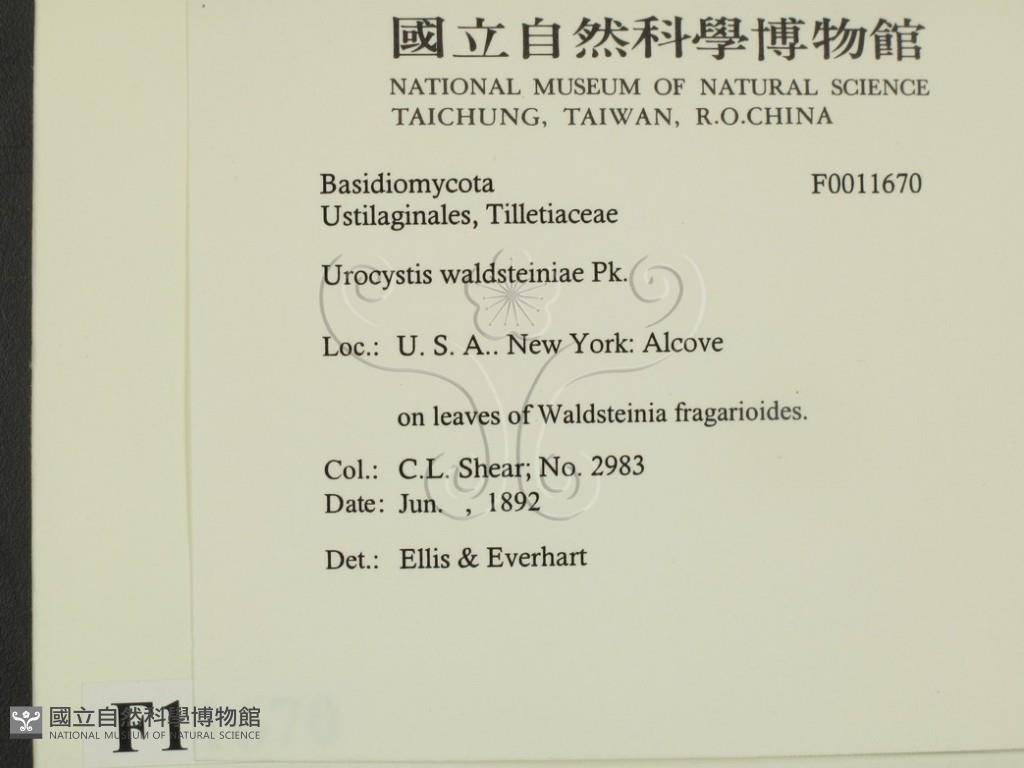 國立自然科學博物館
NATIONAL MUSEUM OF NATURAL SCIENCE
TAICHUNG, TAIWAN, R.O.CHINA
Basidiomycota F0011670
Ustilaginales, Tilletiaceae
Urocystis waldsteiniae Pk.
Loc.: U. S. A.. New York: Alcove
on leaves of Waldsteinia fragarioides.
Col.: C.L. Shear; No. 2983
Date: Jun. , 1892
Det.: Ellis & Everhart
F1
國立自然科學博物館
NATIONAL MUSEUM OF NATURAL SCIENCE